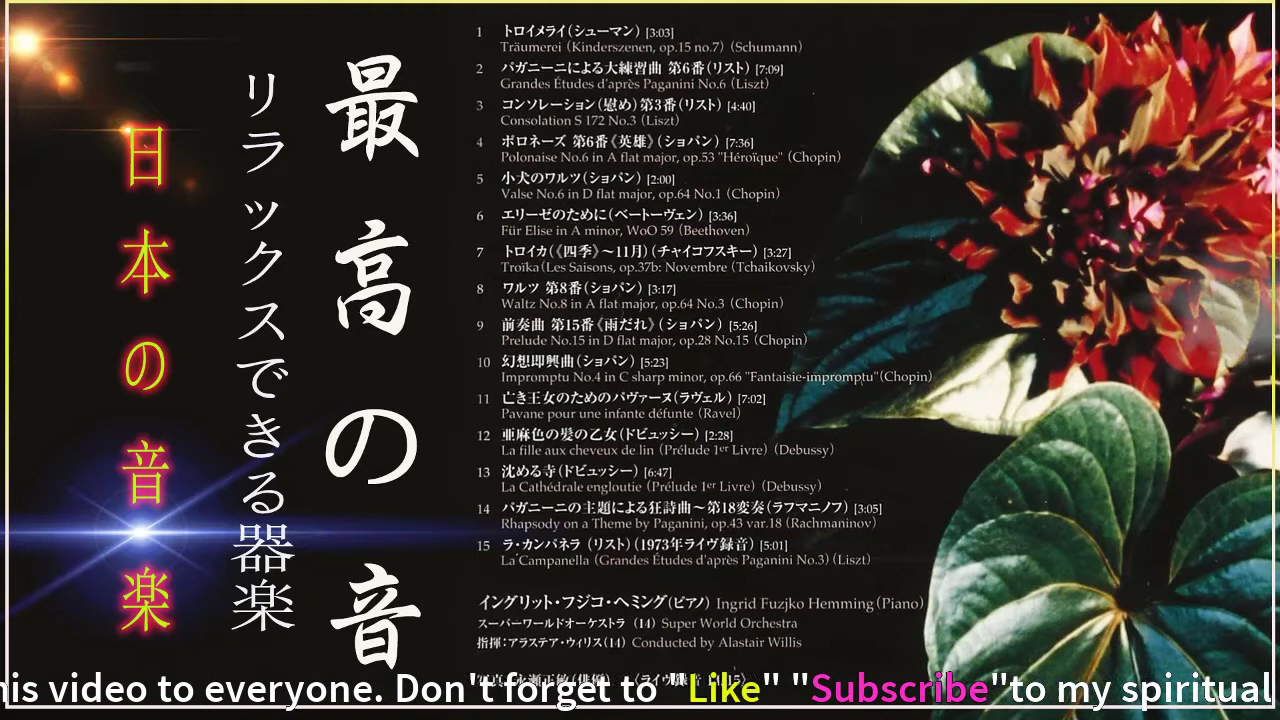 最高の音
リラックスできる器楽
日本の音楽
1 トロイメライ（シューマン）[3:03]
Träumerei (Kinderszenen, op.15 no.7) (Schumann)
2 パガニーニによる大練習曲 第6番（リスト）[7:09]
Grandes Études d'après Paganini No.6 (Liszt)
3 コンソレーション（慰め）第3番（リスト）[4:40]
Consolation S 172 No.3 (Liszt)
4 ポロネーズ 第6番《英雄》（ショパン）[7:36]
Polonaise No.6 in A flat major, op.53 "Héroïque" (Chopin)
5 小犬のワルツ（ショパン）[2:00]
Valse No.6 in D flat major, op.64 No.1 (Chopin)
6 エリーゼのために（ベートーヴェン）[3:36]
Für Elise in A minor, WoO 59 (Beethoven)
7 トロイカ（《四季》〜11月）（チャイコフスキー）[3:27]
Troïka (Les Saisons, op.37b: Novembre (Tchaikovsky)
8 ワルツ 第8番（ショパン）[3:17]
Waltz No.8 in A flat major, op.64 No.3 (Chopin)
9 前奏曲 第15番《雨だれ》（ショパン）[5:26]
Prelude No.15 in D flat major, op.28 No.15 (Chopin)
10 幻想即興曲（ショパン）[5:23]
Impromptu No.4 in C sharp minor, op.66 "Fantaisie-impromptu" (Chopin)
11 亡き王女のためのパヴァーヌ（ラヴェル）[7:02]
Pavane pour une infante défunte (Ravel)
12 亜麻色の髪の乙女（ドビュッシー）[2:28]
La fille aux cheveux de lin (Prélude 1er Livre) (Debussy)
13 沈める寺（ドビュッシー）[6:47]
La Cathédrale engloutie (Prélude 1er Livre) (Debussy)
14 パガニーニの主題による狂詩曲〜第18変奏（ラフマニノフ）[3:05]
Rhapsody on a Theme by Paganini, op.43 var.18 (Rachmaninov)
15 ラ・カンパネラ（リスト）（1973年ライヴ録音）[5:01]
La Campanella (Grandes Études d'après Paganini No.3) (Liszt)
イングリット・フジコ・ヘミング（ピアノ） Ingrid Fuzjko Hemming (Piano)
スーパーワールドオーケストラ（14） Super World Orchestra
指揮：アラステア・ウィリス（14） Conducted by Alastair Willis
his video to everyone. Don't forget to "Like" "Subscribe" to my spiritual